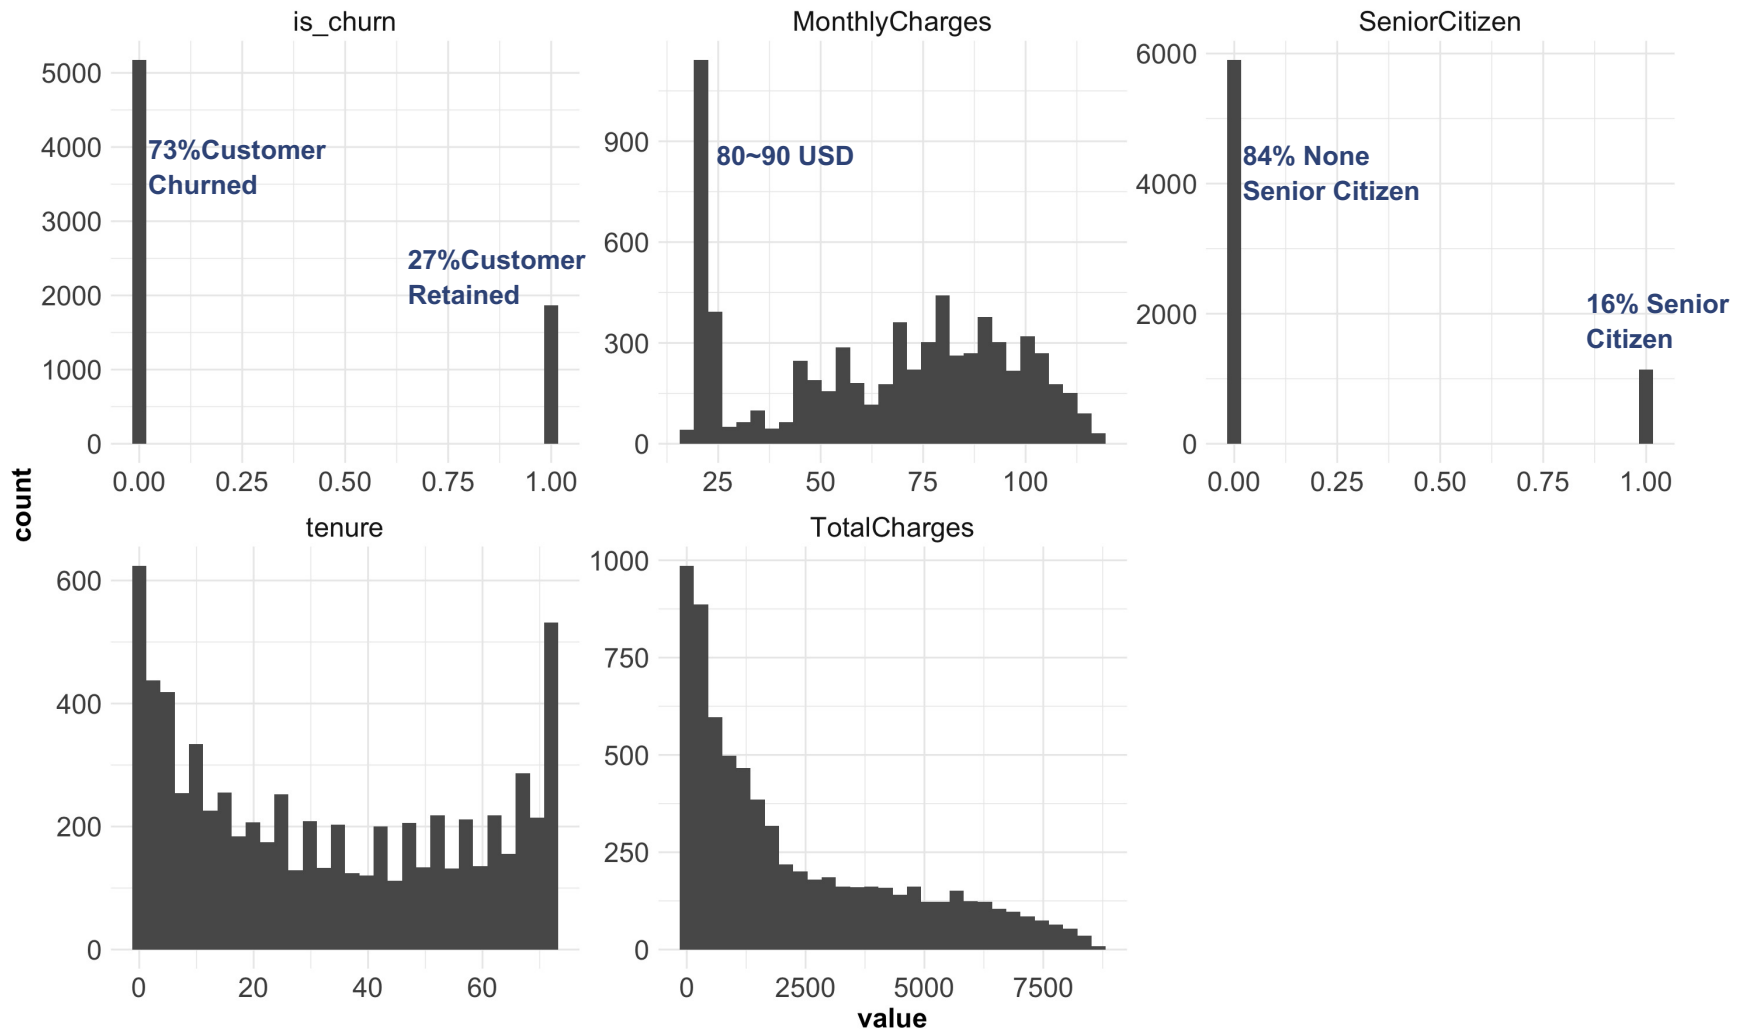 is_churn
MonthlyCharges
SeniorCitizen
5000
4000
3000
2000
1000
0
73%Customer
Churned
27%Customer
Retained
0.00 0.25 0.50 0.75 1.00
900
600
300
0
80~90 USD
25 50 75 100
6000
4000
2000
0
84% None
Senior Citizen
16% Senior
Citizen
0.00 0.25 0.50 0.75 1.00
count
tenure
TotalCharges
600
400
200
0
0 20 40 60
1000
750
500
250
0
0 2500 5000 7500
value